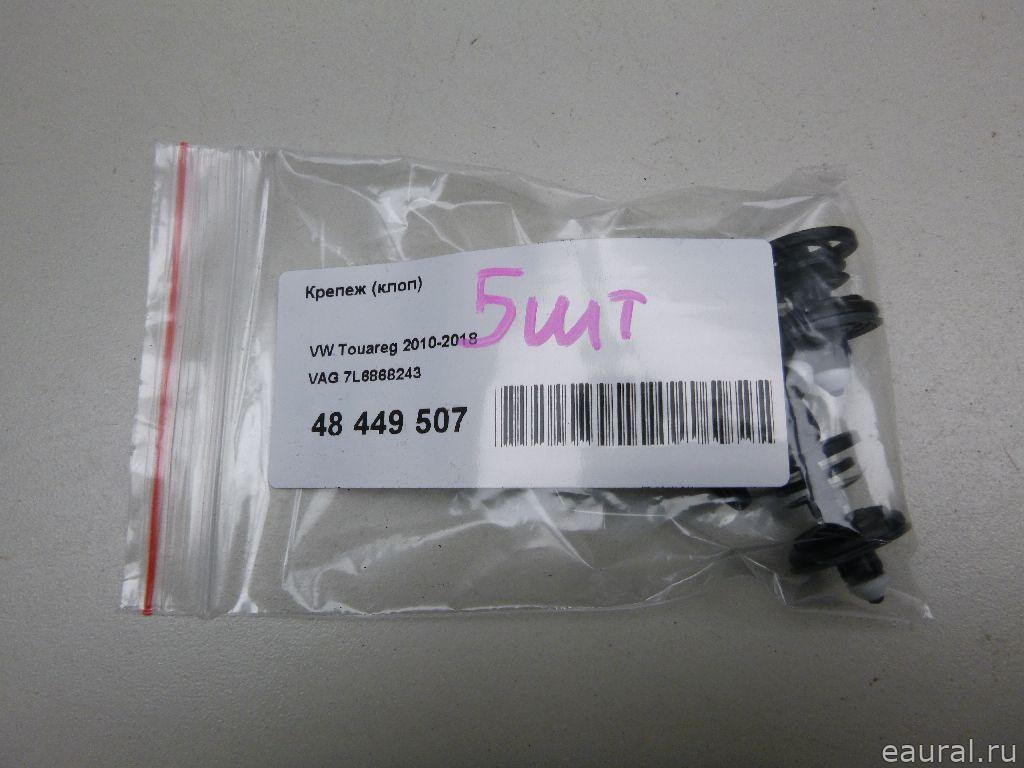 Крепеж (клоп)
5шт
VW Touareg 2010-2018
VAG 7L6868243
48 449 507
eaural.ru